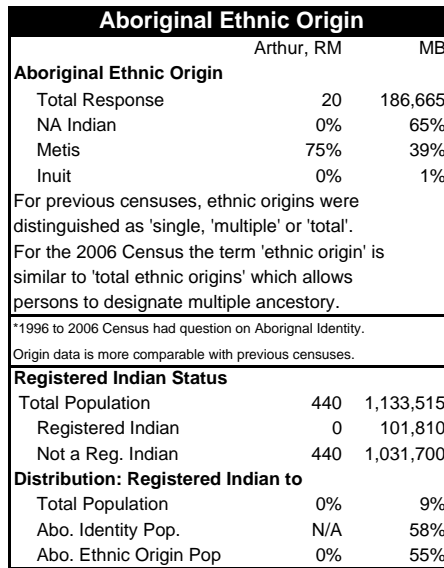 Aboriginal Ethnic Origin
Arthur, RM MB
Aboriginal Ethnic Origin
Total Response 20 186,665
NA Indian 0% 65%
Metis 75% 39%
Inuit 0% 1%
For previous censuses, ethnic origins were
distinguished as 'single, 'multiple' or 'total'.
For the 2006 Census the term 'ethnic origin' is
similar to 'total ethnic origins' which allows
persons to designate multiple ancestory.
*1996 to 2006 Census had question on Aborignal Identity.
Origin data is more comparable with previous censuses.
Registered Indian Status
Total Population 440 1,133,515
Registered Indian 0 101,810
Not a Reg. Indian 440 1,031,700
Distribution: Registered Indian to
Total Population 0% 9%
Abo. Identity Pop. N/A 58%
Abo. Ethnic Origin Pop 0% 55%